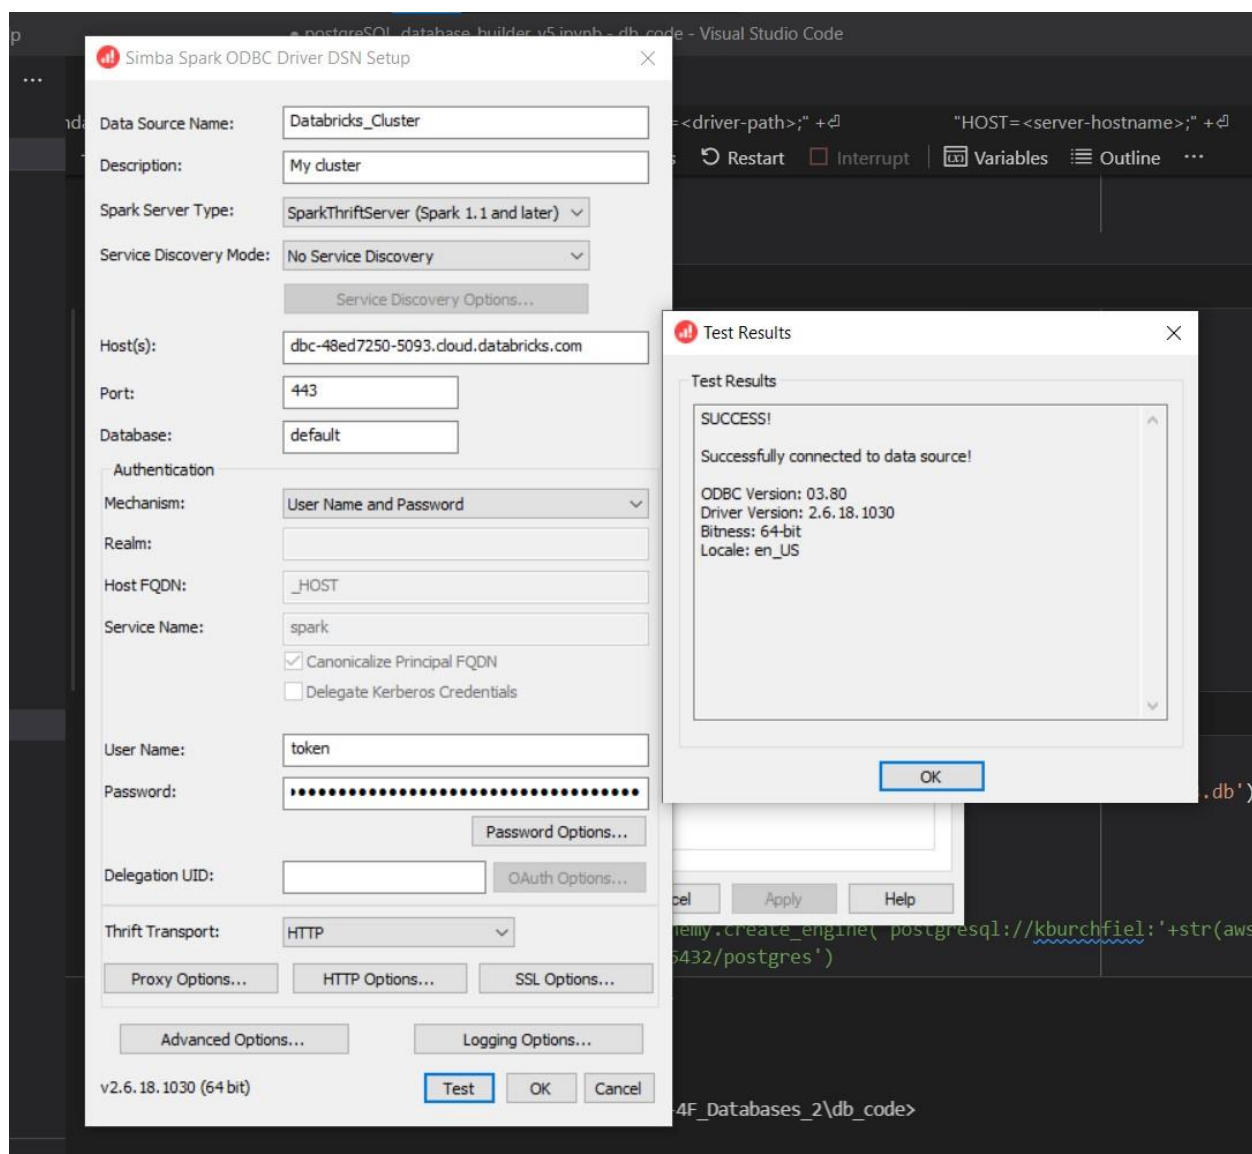 p
postgreSQL_database_builder_v5.ipynb - db_code - Visual Studio Code
Simba Spark ODBC Driver DSN Setup
...
=<driver-path>;" +⏎ "HOST=<server-hostname>;" +⏎
Restart Interrupt Variables Outline ...
Data Source Name: Databricks_Cluster
Description: My cluster
Spark Server Type: SparkThriftServer (Spark 1.1 and later)
Service Discovery Mode: No Service Discovery
Service Discovery Options...
Host(s): dbc-48ed7250-5093.cloud.databricks.com
Port: 443
Database: default
Authentication
Mechanism: User Name and Password
Realm:
Host FQDN: _HOST
Service Name: spark
Canonicalize Principal FQDN
Delegate Kerberos Credentials
User Name: token
Password: ••••••••••••••••••••••••••••••••••••
Password Options...
Delegation UID:
OAuth Options...
Thrift Transport: HTTP
Proxy Options... HTTP Options... SSL Options...
Advanced Options... Logging Options...
v2.6.18.1030 (64 bit) Test OK Cancel
Test Results
Test Results
SUCCESS!
Successfully connected to data source!
ODBC Version: 03.80
Driver Version: 2.6.18.1030
Bitness: 64-bit
Locale: en_US
OK
.db')
cel Apply Help
emy.create_engine('postgresql://kburchfiel:'+str(aws
5432/postgres')
-4F_Databases_2\db_code>